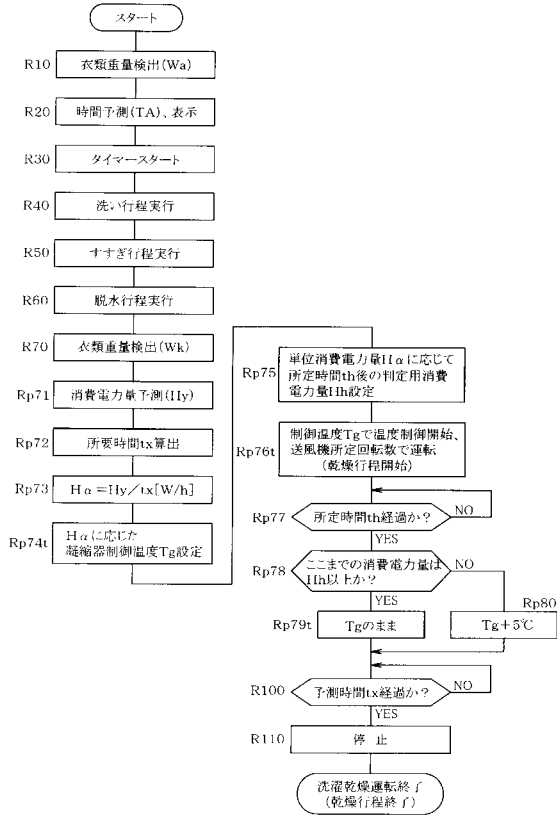 スタート
R10
衣類重量検出(Wa)
R20
時間予測(TA)、表示
R30
タイマースタート
R40
洗い行程実行
R50
すすぎ行程実行
R60
脱水行程実行
R70
衣類重量検出(Wk)
Rp71
消費電力量予測(Hy)
Rp72
所要時間tx算出
Rp73
Hα=Hy/tx[W/h]
Rp74t
Hαに応じた
凝縮器制御温度Tg設定
Rp75
単位消費電力量Hαに応じて
所定時間th後の判定用消費
電力量Hh設定
Rp76t
制御温度Tgで温度制御開始、
送風機所定回転数で運転
(乾燥行程開始)
Rp77
所定時間th経過か?
NO
YES
Rp78
ここまでの消費電力量は
Hh以上か?
NO
YES
Rp79t
Tgのまま
Rp80
Tg+5℃
R100
予測時間tx経過か?
NO
YES
R110
停 止
洗濯乾燥運転終了
(乾燥行程終了)